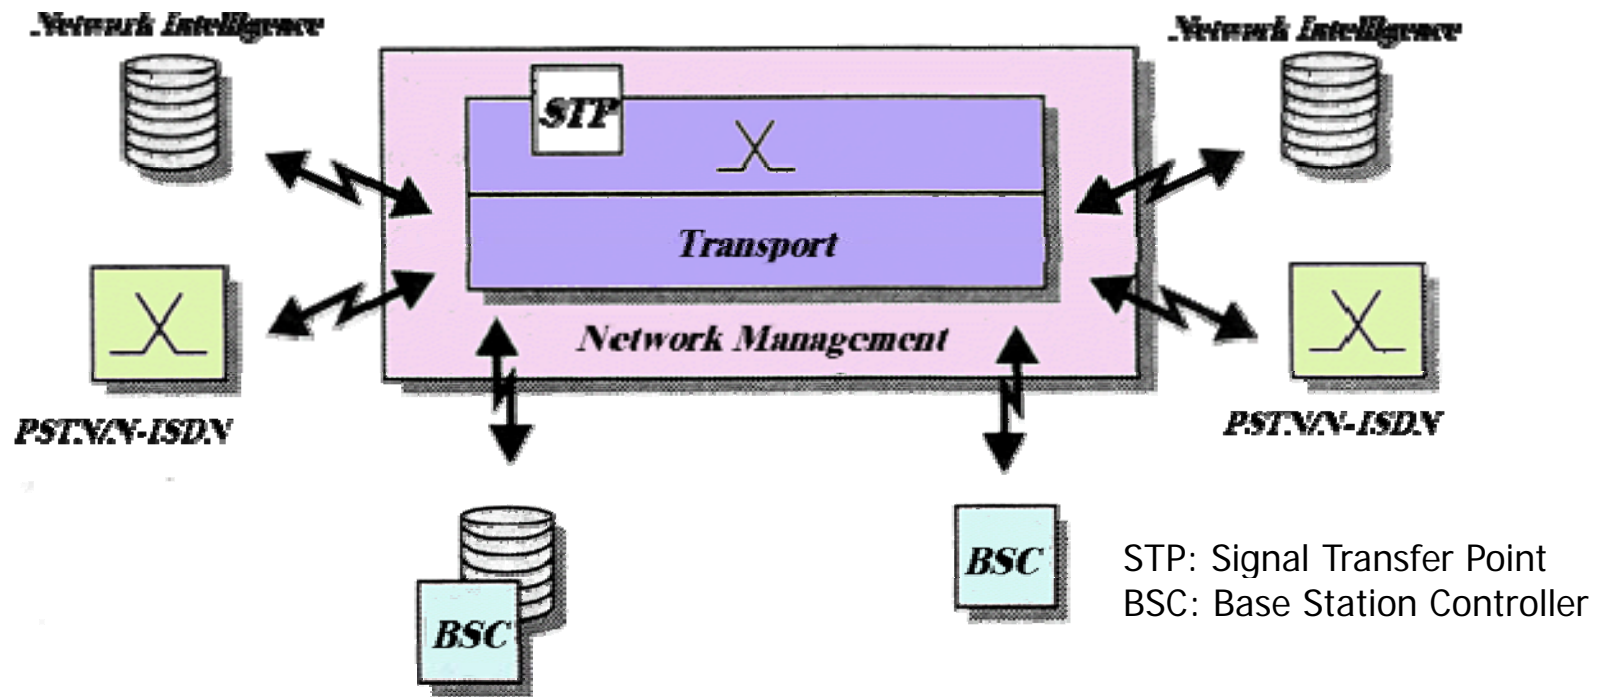 Network Intelligence
Network Intelligence
STP
Transport
Network Management
PSTN/N-ISDN
PSTN/N-ISDN
BSC
BSC
STP: Signal Transfer Point
BSC: Base Station Controller